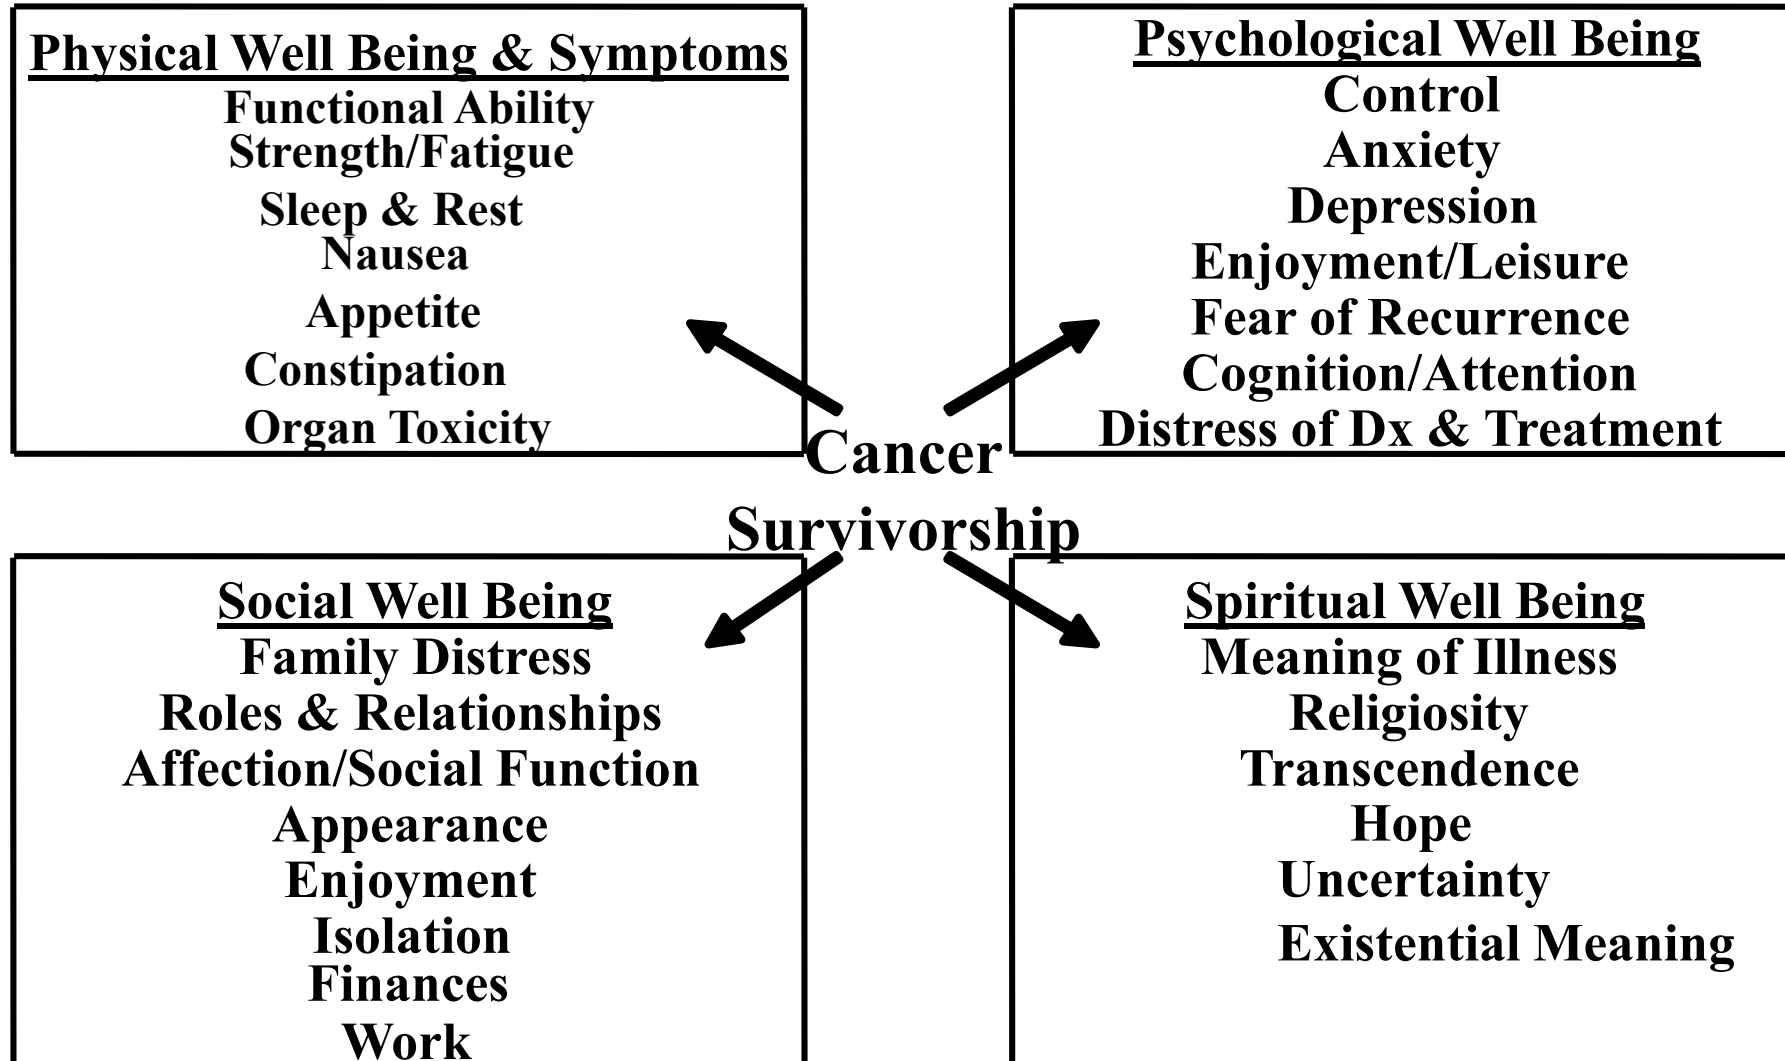 Physical Well Being & Symptoms
Functional Ability
Strength/Fatigue
Sleep & Rest
Nausea
Appetite
Constipation
Organ Toxicity
Psychological Well Being
Control
Anxiety
Depression
Enjoyment/Leisure
Fear of Recurrence
Cognition/Attention
Distress of Dx & Treatment
Cancer
Survivorship
Social Well Being
Family Distress
Roles & Relationships
Affection/Social Function
Appearance
Enjoyment
Isolation
Finances
Work
Spiritual Well Being
Meaning of Illness
Religiosity
Transcendence
Hope
Uncertainty
Existential Meaning